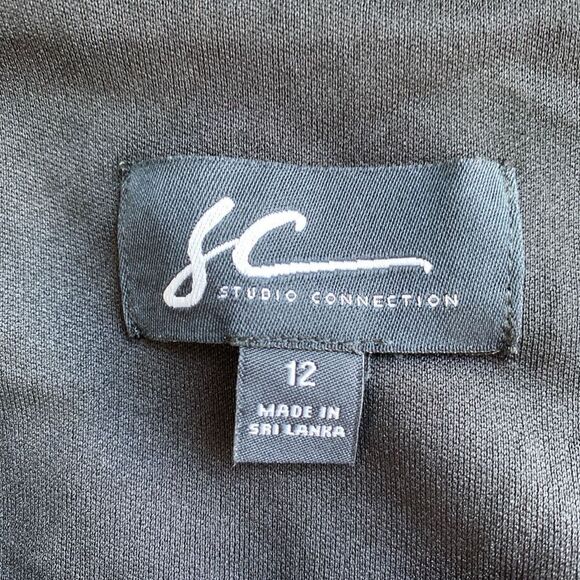 SC
STUDIO CONNECTION
12
MADE IN
SRI LANKA